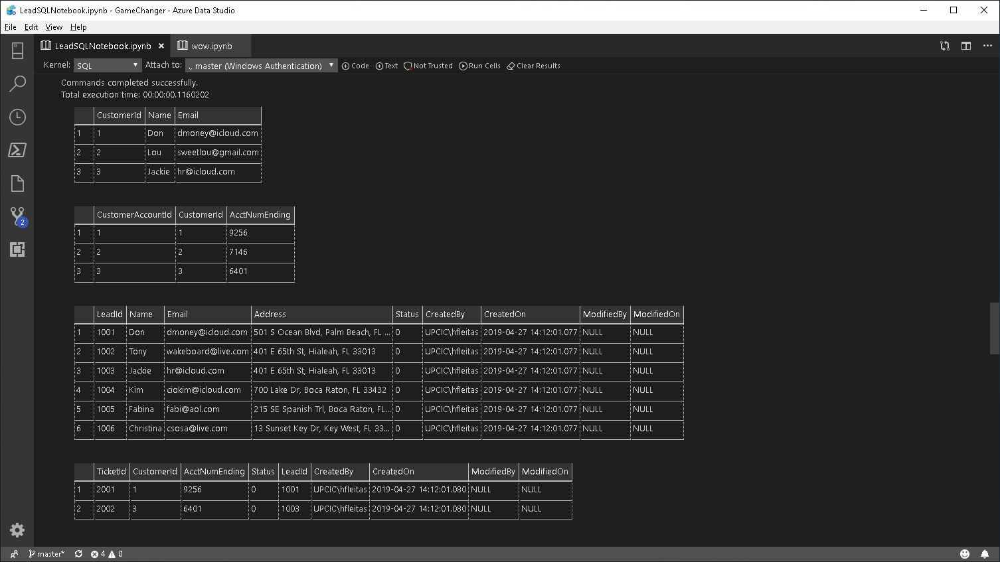 LeadSQLNotebook.ipynb - GameChanger - Azure Data Studio
File Edit View Help
LeadSQLNotebook.ipynb wow.ipynb
Kernel: SQL Attach to: ., master (Windows Authentication) Code Text Not Trusted Run Cells Clear Results
Commands completed successfully.
Total execution time: 00:00:00.1160202
CustomerId Name Email
1 1 Don dmoney@icloud.com
2 2 Lou sweetlou@gmail.com
3 3 Jackie hr@icloud.com
CustomerAccountId CustomerId AcctNumEnding
1 1 1 9256
2 2 2 7146
3 3 3 6401
LeadId Name Email Address Status CreatedBy CreatedOn ModifiedBy ModifiedOn
1 1001 Don dmoney@icloud.com 501 S Ocean Blvd, Palm Beach, FL ... 0 UPCIC\hfleitas 2019-04-27 14:12:01.077 NULL NULL
2 1002 Tony wakeboard@live.com 401 E 65th St, Hialeah, FL 33013 0 UPCIC\hfleitas 2019-04-27 14:12:01.077 NULL NULL
3 1003 Jackie hr@icloud.com 401 E 65th St, Hialeah, FL 33013 0 UPCIC\hfleitas 2019-04-27 14:12:01.077 NULL NULL
4 1004 Kim ciokim@icloud.com 700 Lake Dr, Boca Raton, FL 33432 0 UPCIC\hfleitas 2019-04-27 14:12:01.077 NULL NULL
5 1005 Fabina fabi@aol.com 215 SE Spanish Trl, Boca Raton, FL... 0 UPCIC\hfleitas 2019-04-27 14:12:01.077 NULL NULL
6 1006 Christina csosa@live.com 13 Sunset Key Dr, Key West, FL 33... 0 UPCIC\hfleitas 2019-04-27 14:12:01.077 NULL NULL
TicketId CustomerId AcctNumEnding Status LeadId CreatedBy CreatedOn ModifiedBy ModifiedOn
1 2001 1 9256 0 1001 UPCIC\hfleitas 2019-04-27 14:12:01.080 NULL NULL
2 2002 3 6401 0 1003 UPCIC\hfleitas 2019-04-27 14:12:01.080 NULL NULL
2
master* 4 0